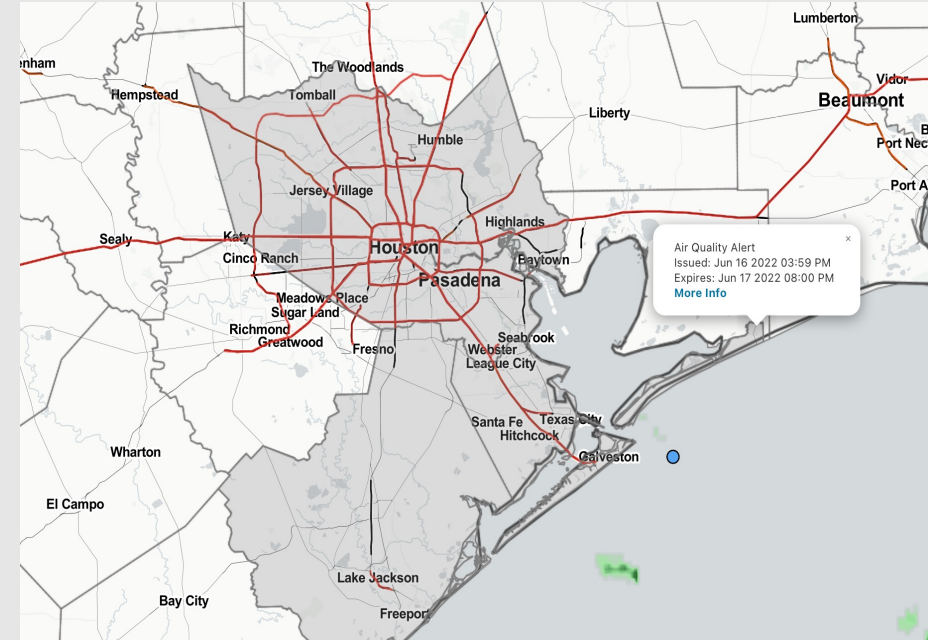 Lumberton
enham
The Woodlands
Vidor
Hempstead
Tomball
Beaumont
Liberty
B
Humble
Port Nec
Port A
Jersey Village
Highlands
Sealy
Katy
Houston
Cinco Ranch
Baytown
Pasadena
×
Air Quality Alert
Issued: Jun 16 2022 03:59 PM
Expires: Jun 17 2022 08:00 PM
More Info
Meadows Place
Sugar Land
Richmond
Greatwood
Fresno
Seabrook
Webster
League City
Santa Fe
Texas City
Hitchcock
Galveston
Wharton
El Campo
Lake Jackson
Bay City
Freeport